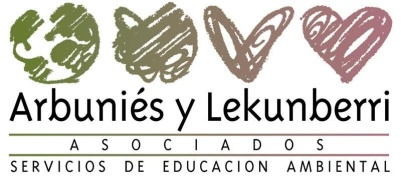 Arbuniés y Lekunberri
ASOCIADOS
SERVICIOS DE EDUCACION AMBIENTAL